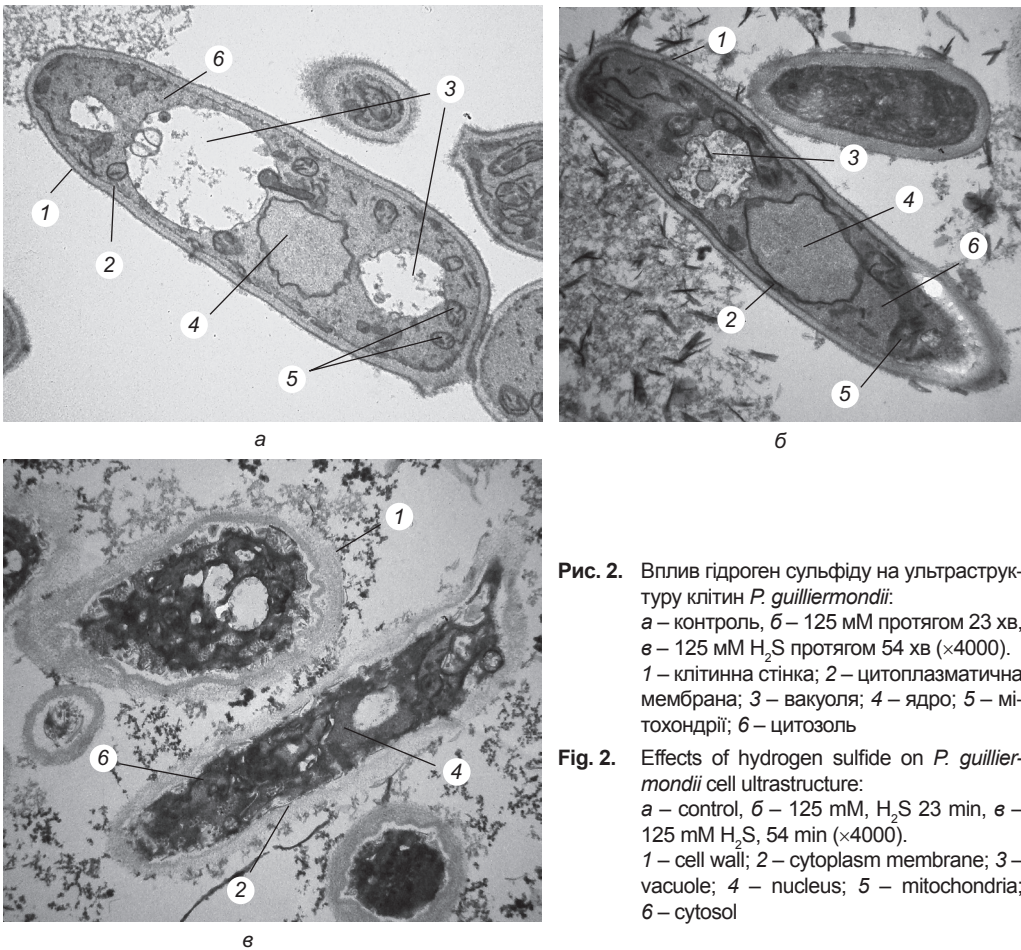 6
3
1
2
4
5
а
1
3
4
6
2
5
б
1
6
4
2
в
Рис. 2. Вплив гідроген сульфіду на ультраструк-
туру клітин P. guilliermondii:
а – контроль, б – 125 мМ протягом 23 хв,
в – 125 мМ H₂S протягом 54 хв (×4000).
1 – клітинна стінка; 2 – цитоплазматична
мембрана; 3 – вакуоля; 4 – ядро; 5 – мі-
тохондрії; 6 – цитозоль
Fig. 2. Effects of hydrogen sulfide on P. guillier-
mondii cell ultrastructure:
а – control, б – 125 mM, H₂S 23 min, в –
125 mM H₂S, 54 min (×4000).
1 – cell wall; 2 – cytoplasm membrane; 3 –
vacuole; 4 – nucleus; 5 – mitochondria;
6 – cytosol